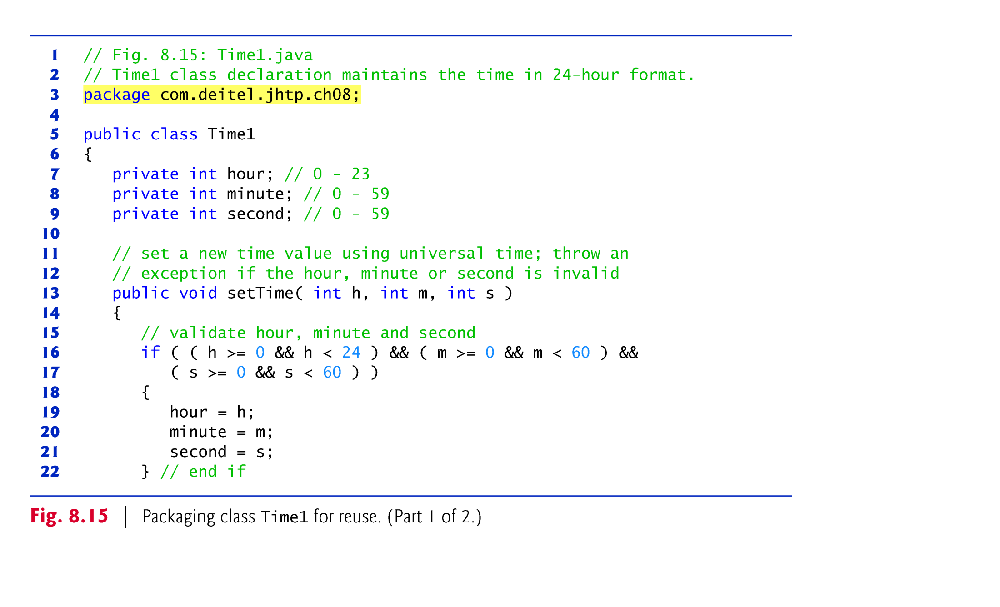 1 // Fig. 8.15: Time1.java
2 // Time1 class declaration maintains the time in 24-hour format.
3 package com.deitel.jhtp.ch08;
4
5 public class Time1
6 {
7    private int hour; // 0 - 23
8    private int minute; // 0 - 59
9    private int second; // 0 - 59
10
11    // set a new time value using universal time; throw an
12    // exception if the hour, minute or second is invalid
13    public void setTime( int h, int m, int s )
14    {
15       // validate hour, minute and second
16       if ( ( h >= 0 && h < 24 ) && ( m >= 0 && m < 60 ) &&
17          ( s >= 0 && s < 60 ) )
18       {
19          hour = h;
20          minute = m;
21          second = s;
22       } // end if
Fig. 8.15 | Packaging class Time1 for reuse. (Part 1 of 2.)